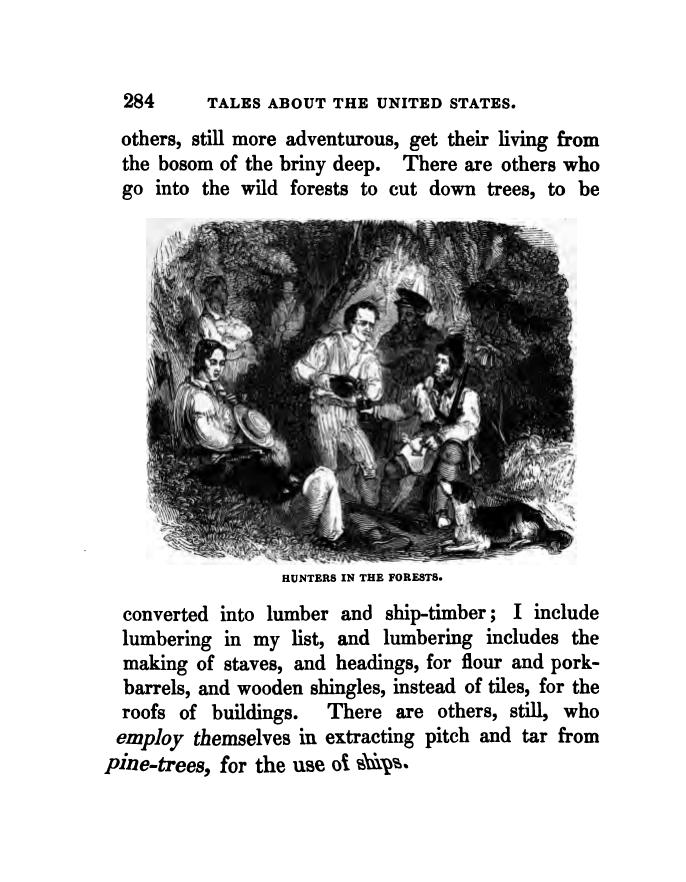 284 TALES ABOUT THE UNITED STATES.
others, still more adventurous, get their living from
the bosom of the briny deep. There are others who
go into the wild forests to cut down trees, to be
HUNTERS IN THE FORESTS.
converted into lumber and ship-timber; I include
lumbering in my list, and lumbering includes the
making of staves, and headings, for flour and pork-
barrels, and wooden shingles, instead of tiles, for the
roofs of buildings. There are others, still, who
employ themselves in extracting pitch and tar from
pine-trees, for the use of ships.